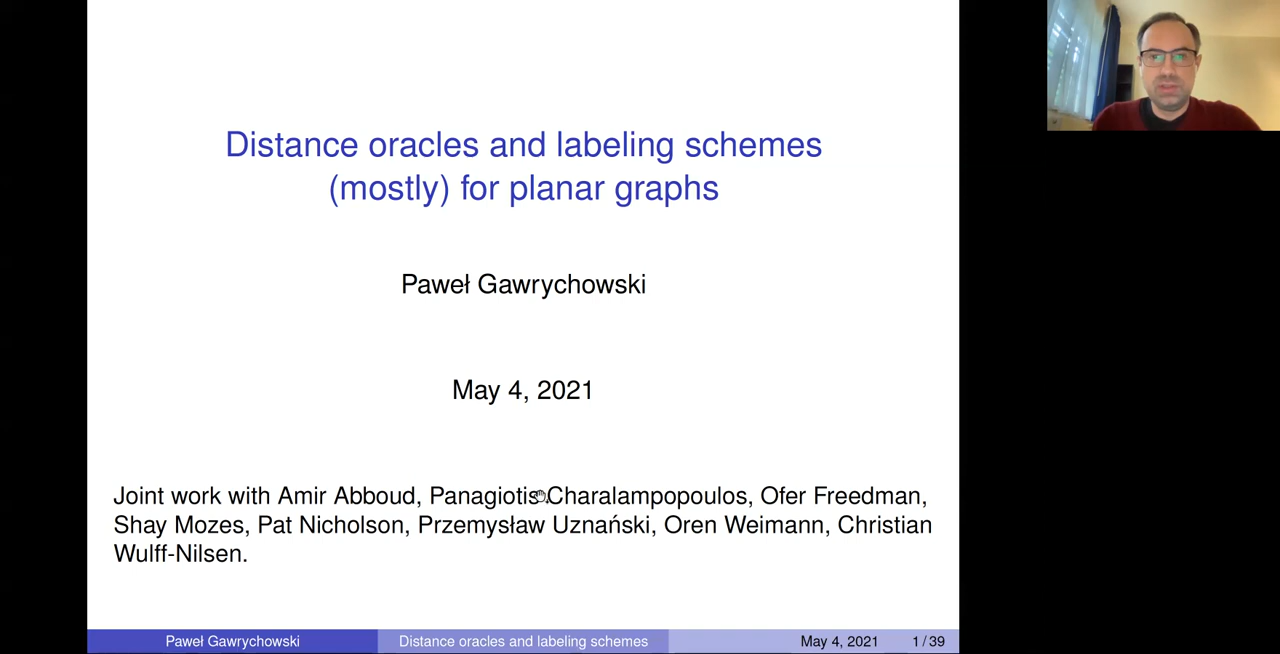 Distance oracles and labeling schemes
(mostly) for planar graphs
Paweł Gawrychowski
May 4, 2021
Joint work with Amir Abboud, Panagiotis Charalampopoulos, Ofer Freedman,
Shay Mozes, Pat Nicholson, Przemysław Uznański, Oren Weimann, Christian
Wulff-Nilsen.
Paweł Gawrychowski Distance oracles and labeling schemes May 4, 2021 1 / 39